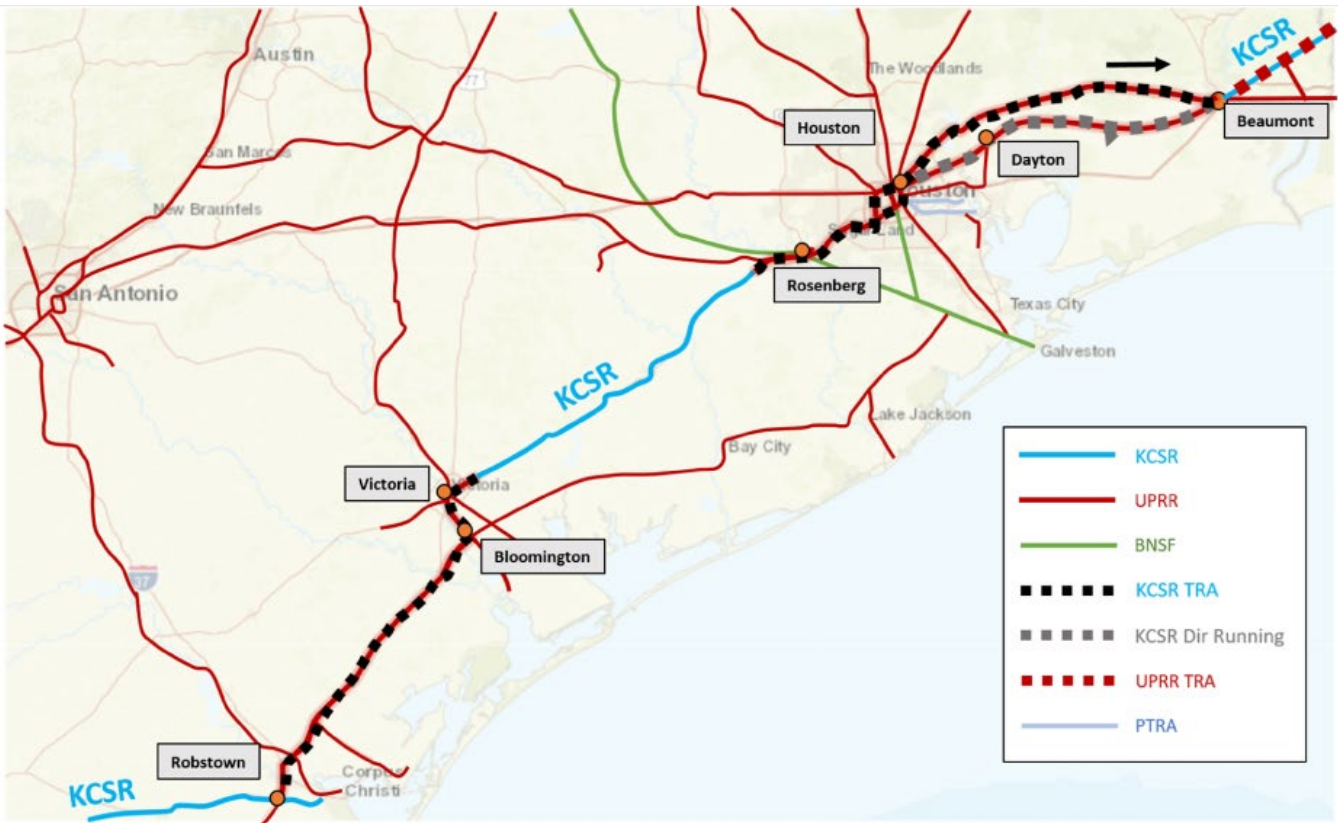 Austin
77
The Woodlands
KCSR
Houston
Beaumont
San Marcos
Dayton
Houston
New Braunfels
Sugar Land
San Antonio
Rosenberg
Texas City
Galveston
KCSR
Lake Jackson
Bay City
Victoria
Victoria
Bloomington
37
Robstown
Corpus
Christi
KCSR
KCSR
UPRR
BNSF
KCSR TRA
KCSR Dir Running
UPRR TRA
PTRA